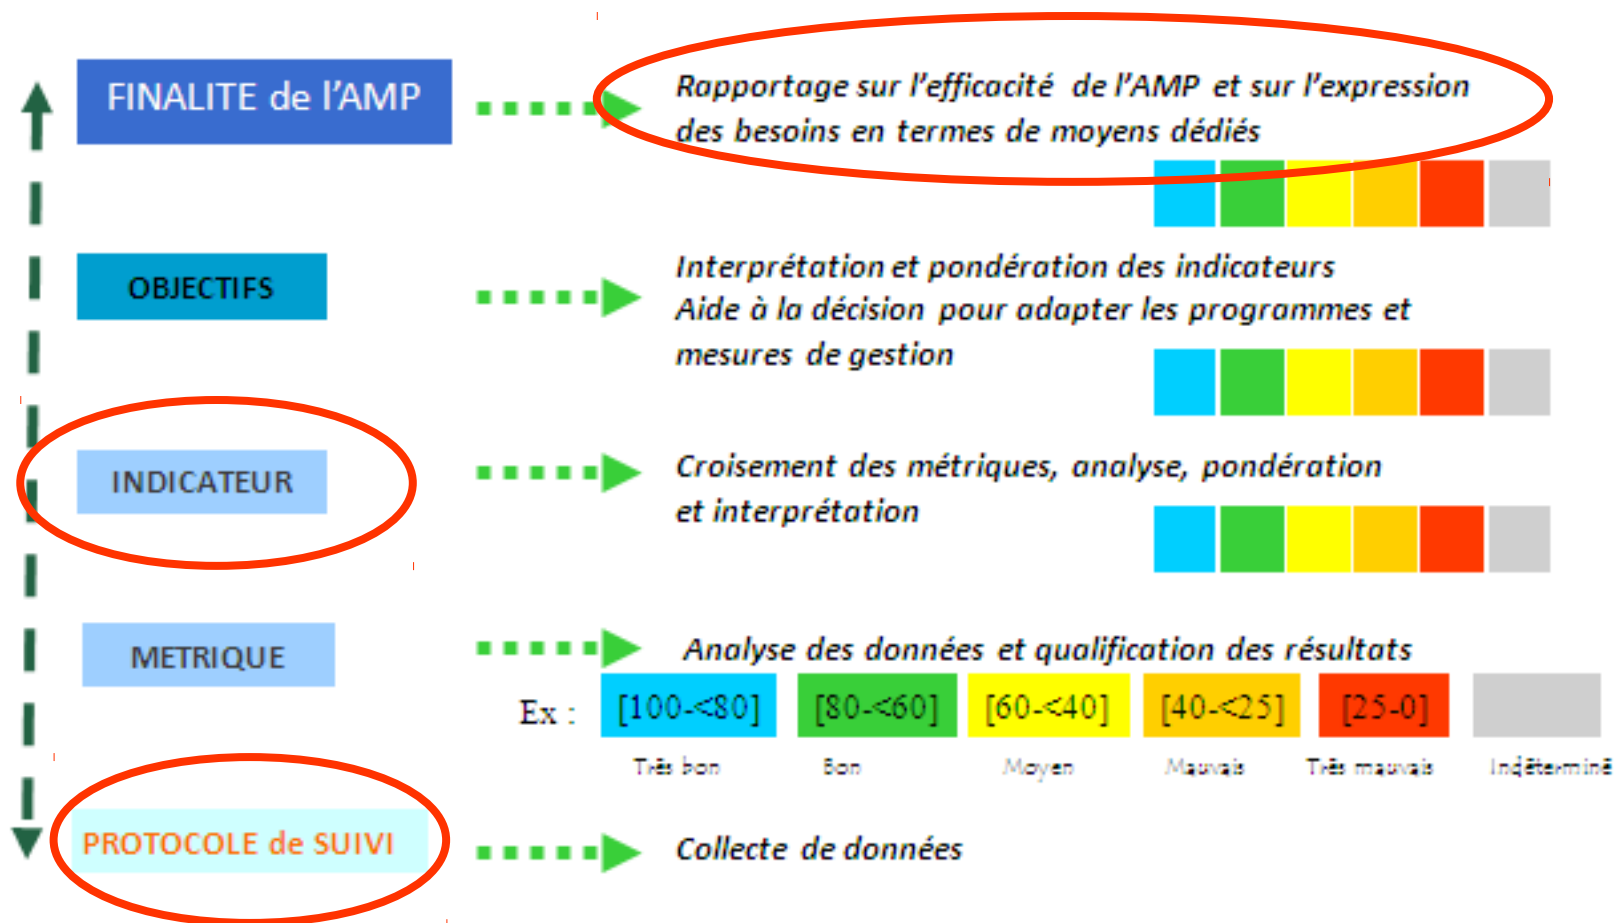 FINALITE de l'AMP
Rapportage sur l'efficacité de l'AMP et sur l'expression
des besoins en termes de moyens dédiés
OBJECTIFS
Interprétation et pondération des indicateurs
Aide à la décision pour adapter les programmes et
mesures de gestion
INDICATEUR
Croisement des métriques, analyse, pondération
et interprétation
METRIQUE
Analyse des données et qualification des résultats
Ex : [100-<80] [80-<60] [60-<40] [40-<25] [25-0]
Très bon Bon Moyen Mauvais Très mauvais Indéterminé
PROTOCOLE de SUIVI
Collecte de données